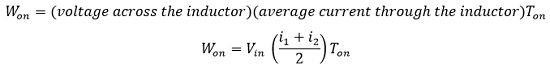 W_on = (voltage across the inductor)(average current through the inductor)T_on
W_on = V_in ((i_1 + i_2)/2) T_on